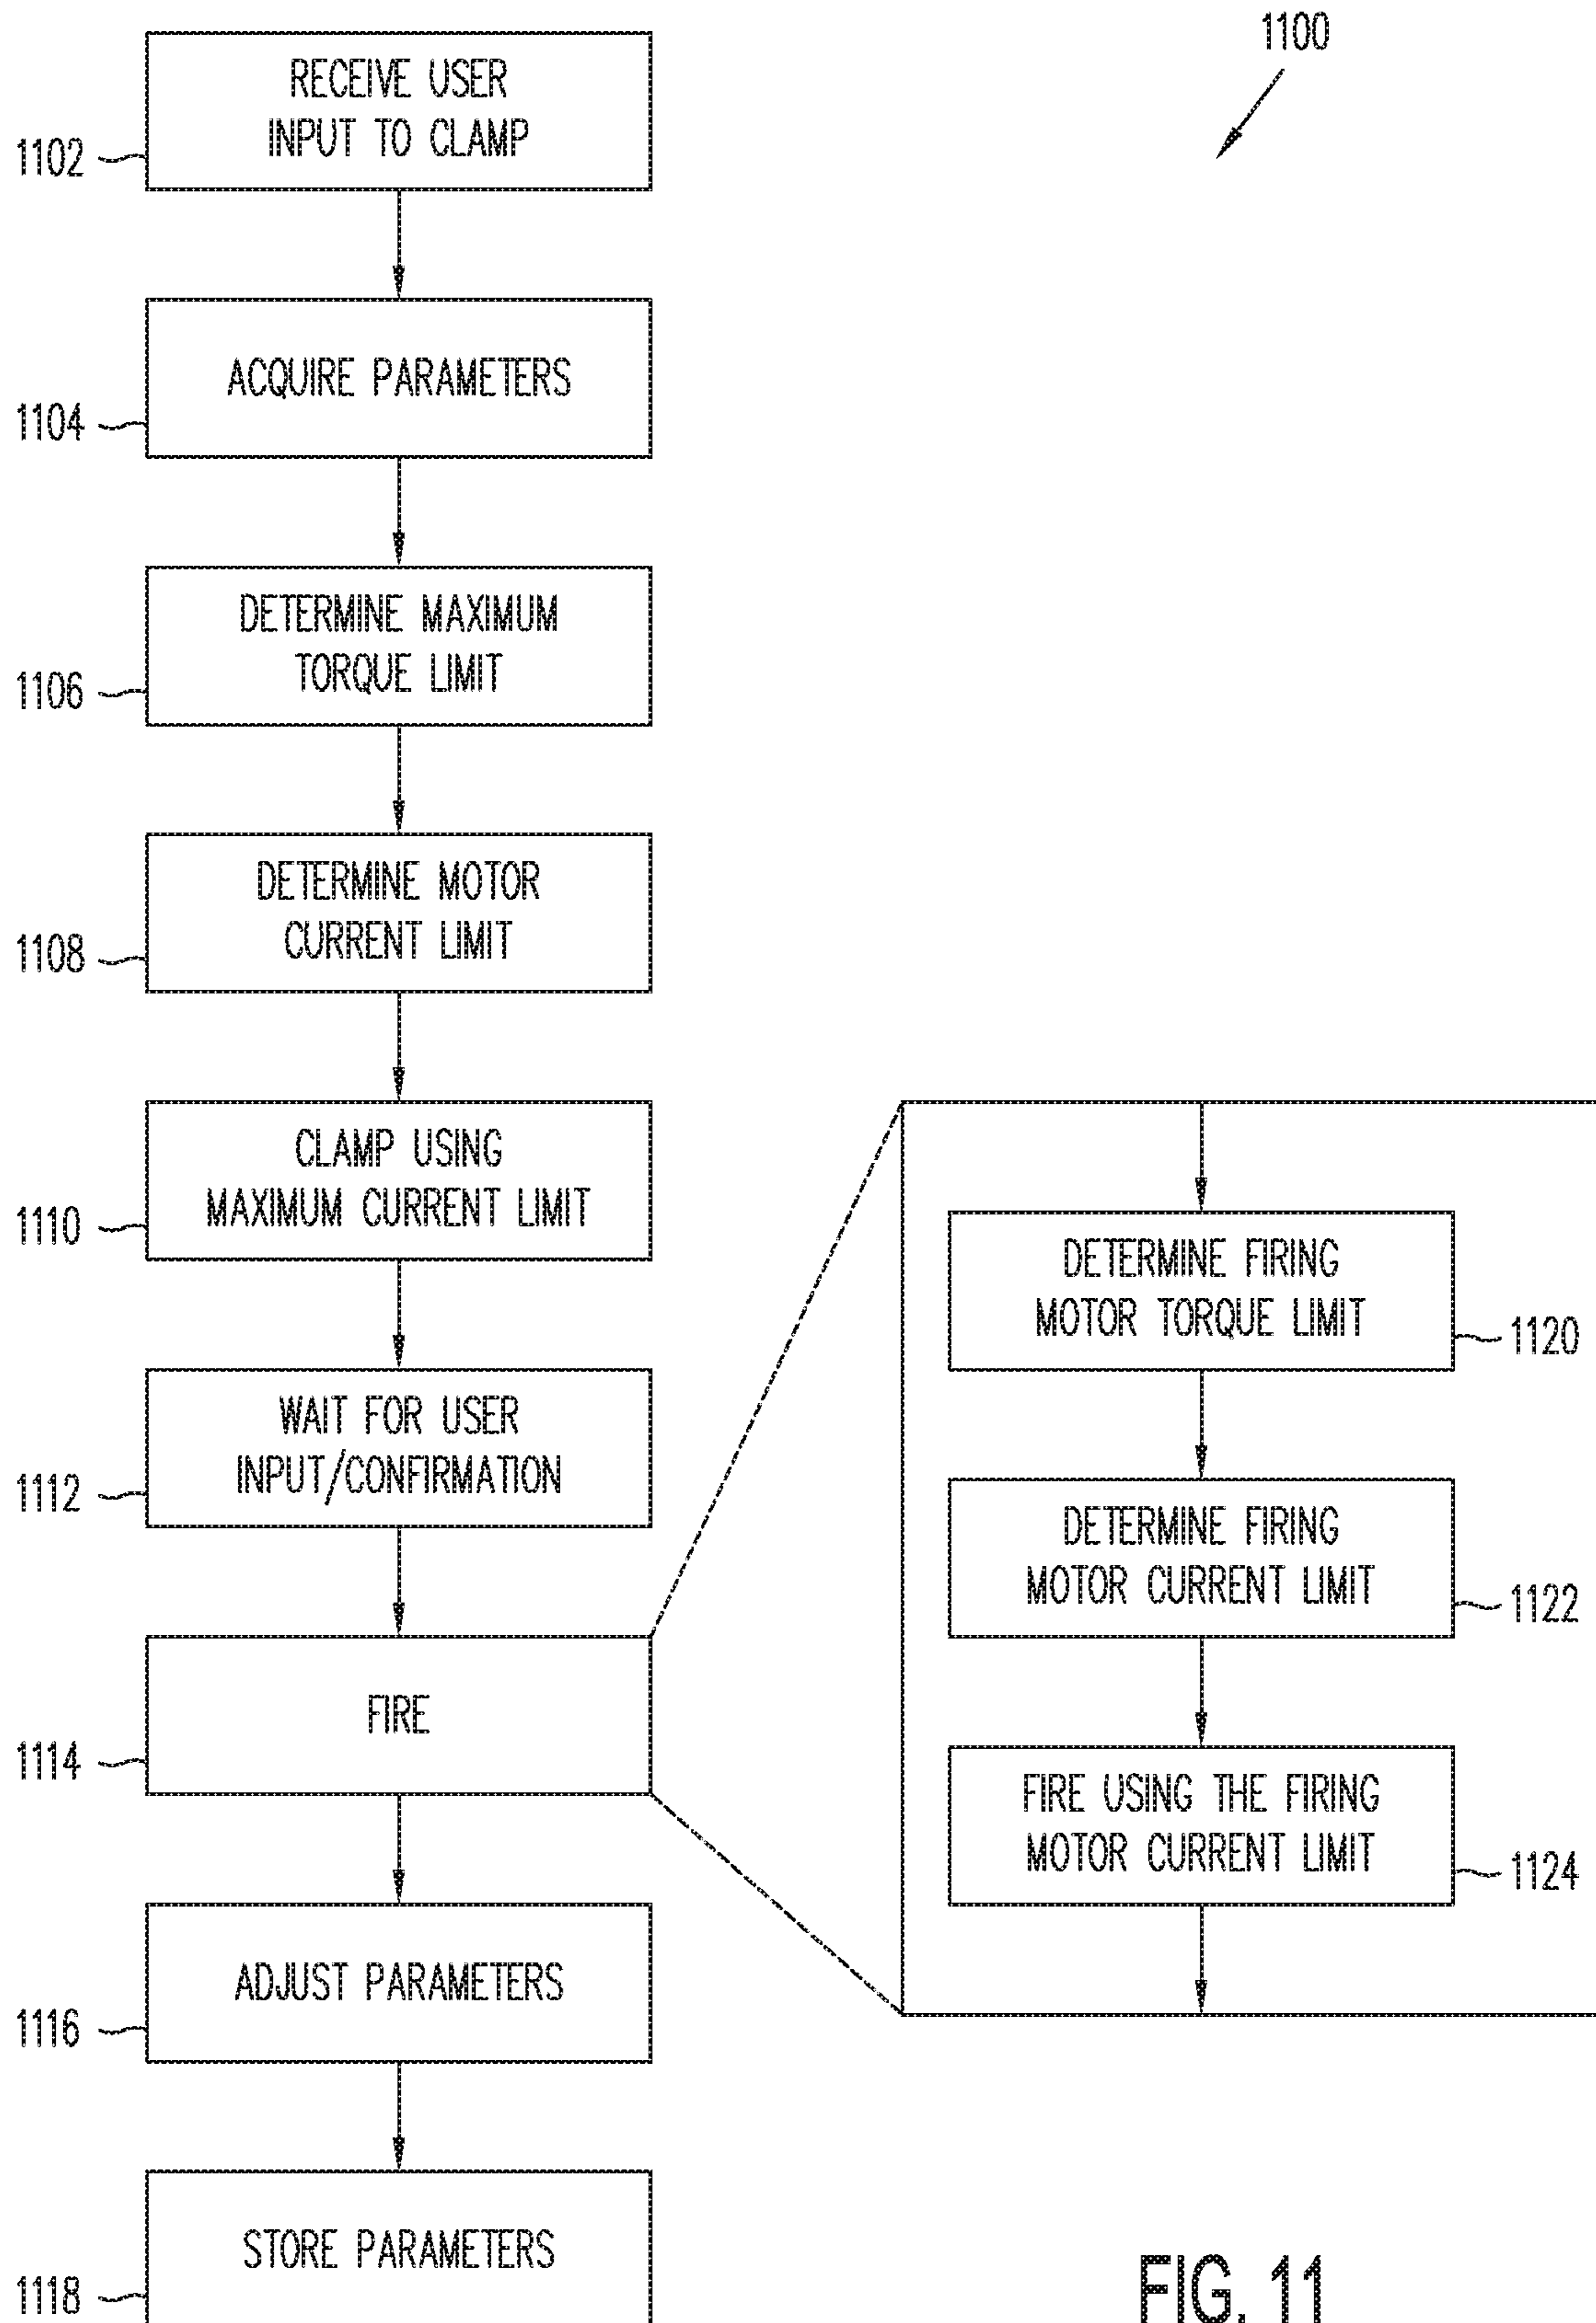 1100
RECEIVE USER
INPUT TO CLAMP
1102
ACQUIRE PARAMETERS
1104
DETERMINE MAXIMUM
TORQUE LIMIT
1106
DETERMINE MOTOR
CURRENT LIMIT
1108
CLAMP USING
MAXIMUM CURRENT LIMIT
1110
WAIT FOR USER
INPUT/CONFIRMATION
1112
FIRE
1114
ADJUST PARAMETERS
1116
STORE PARAMETERS
1118
DETERMINE FIRING
MOTOR TORQUE LIMIT
1120
DETERMINE FIRING
MOTOR CURRENT LIMIT
1122
FIRE USING THE FIRING
MOTOR CURRENT LIMIT
1124
FIG. 11